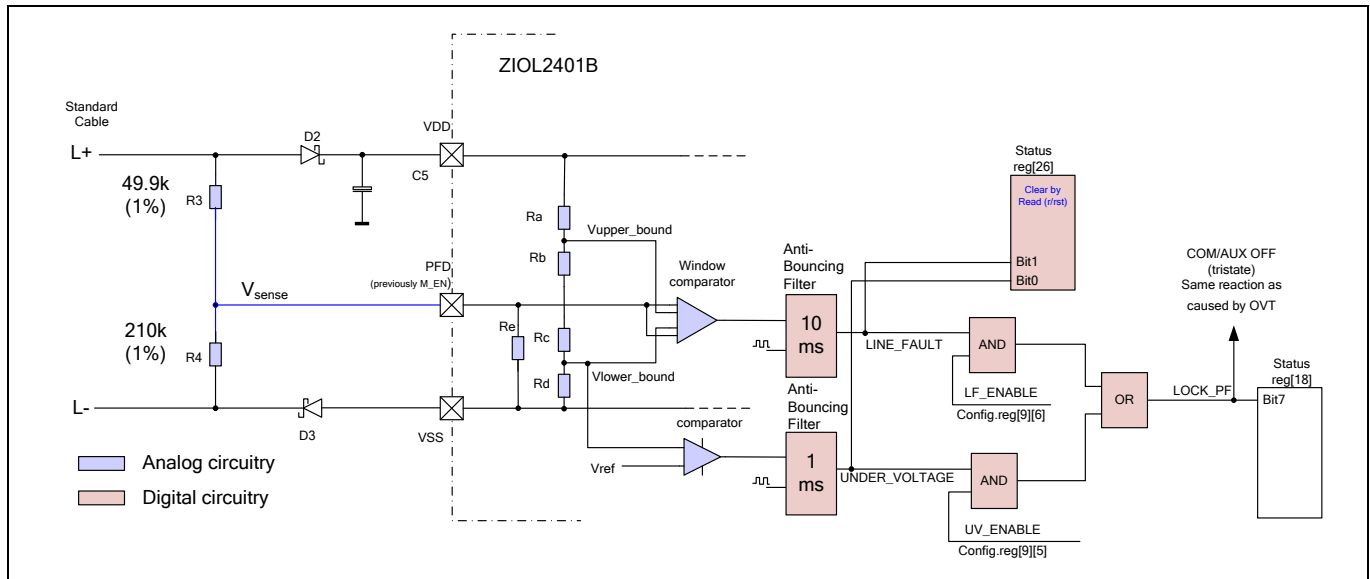 ZIOL2401B
Standard
Cable
L+
D2
VDD
C5
49.9k
(1%)
R3
Ra
Vupper_bound
Rb
PFD
(previously M_EN)
Vsense
Window
comparator
Anti-
Bouncing
Filter
10
ms
LINE_FAULT
Status
reg[26]
Clear by
Read (r/rst)
Bit1
Bit0
COM/AUX OFF
(tristate)
Same reaction as
caused by OVT
210k
(1%)
R4
Re
Rc
Vlower_bound
Rd
AND
LF_ENABLE
Config.reg[9][6]
OR
LOCK_PF
Status
reg[18]
Bit7
L-
D3
VSS
comparator
Vref
Anti-
Bouncing
Filter
1
ms
UNDER_VOLTAGE
AND
UV_ENABLE
Config.reg[9][5]
Analog circuitry
Digital circuitry